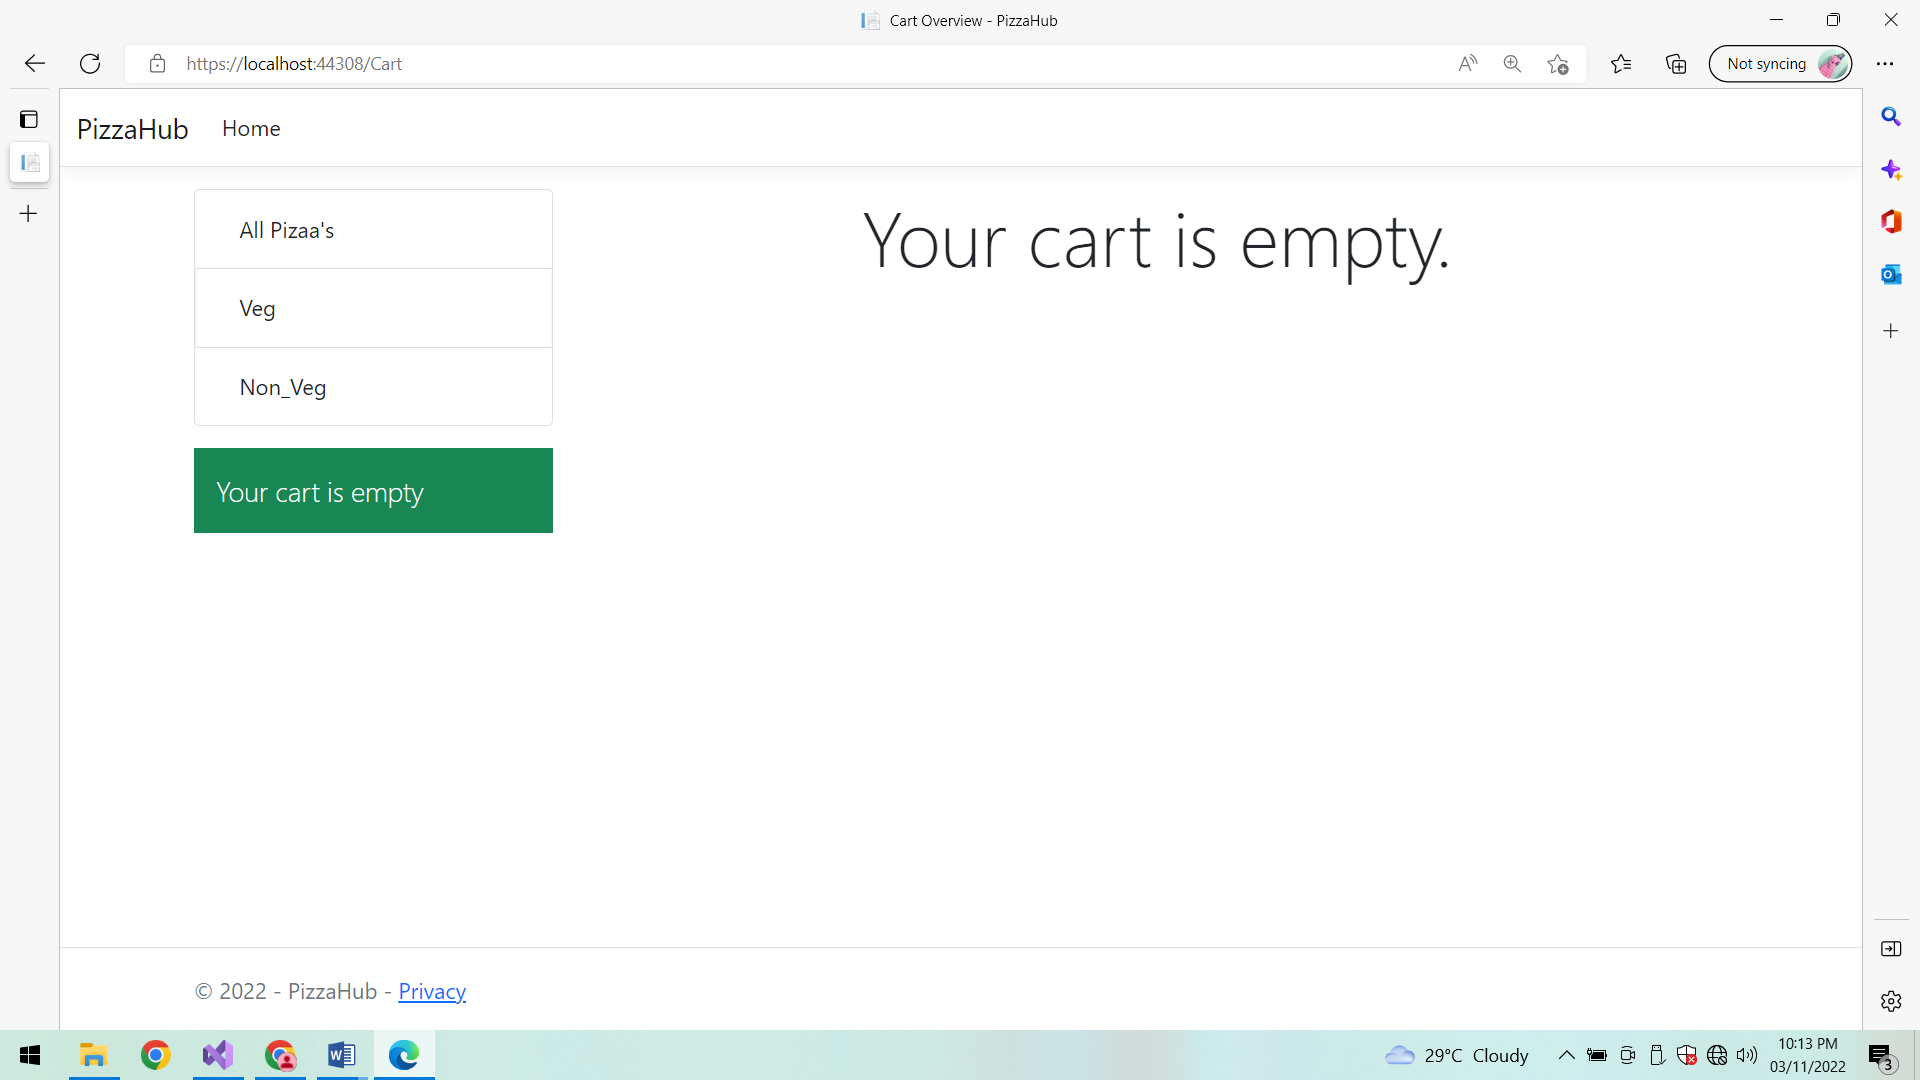 Cart Overview - PizzaHub
https://localhost:44308/Cart
Not syncing
PizzaHub Home
All Pizaa's
Veg
Non_Veg
Your cart is empty
Your cart is empty.
© 2022 - PizzaHub - Privacy
29°C Cloudy
10:13 PM
03/11/2022
3